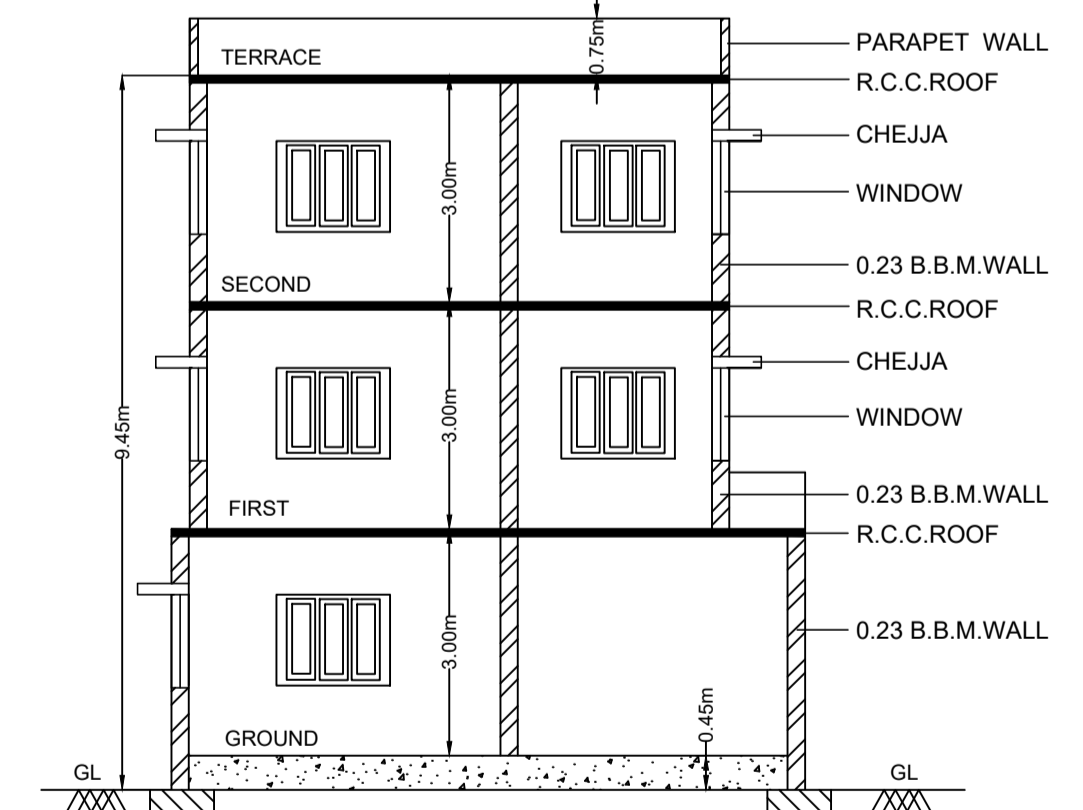 0.75m
PARAPET WALL
TERRACE
R.C.C.ROOF
CHEJJA
3.00m
WINDOW
0.23 B.B.M.WALL
SECOND
R.C.C.ROOF
CHEJJA
9.45m
3.00m
WINDOW
0.23 B.B.M.WALL
FIRST
R.C.C.ROOF
3.00m
0.23 B.B.M.WALL
0.45m
GROUND
GL
GL